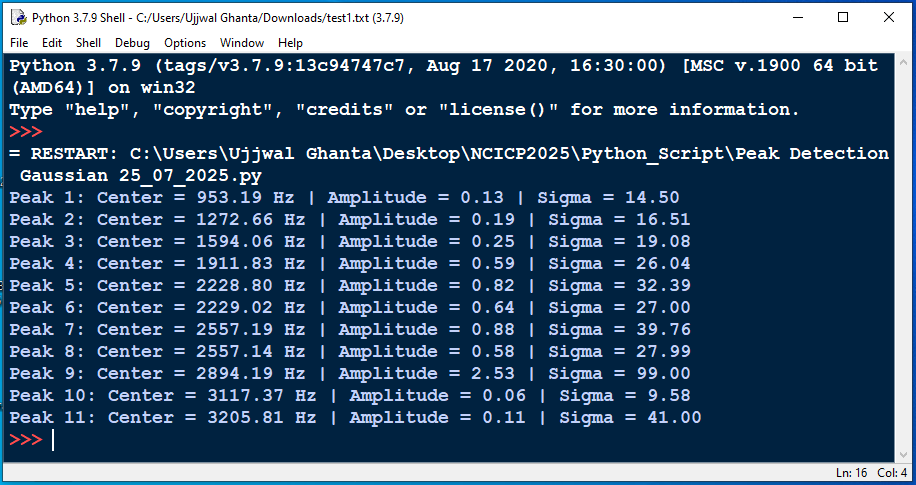 Python 3.7.9 Shell - C:/Users/Ujjwal Ghanta/Downloads/test1.txt (3.7.9)
File Edit Shell Debug Options Window Help
Python 3.7.9 (tags/v3.7.9:13c94747c7, Aug 17 2020, 16:30:00) [MSC v.1900 64 bit
(AMD64)] on win32
Type "help", "copyright", "credits" or "license()" for more information.
>>>
= RESTART: C:\Users\Ujjwal Ghanta\Desktop\NCICP2025\Python_Script\Peak Detection
Gaussian 25_07_2025.py
Peak 1: Center = 953.19 Hz | Amplitude = 0.13 | Sigma = 14.50
Peak 2: Center = 1272.66 Hz | Amplitude = 0.19 | Sigma = 16.51
Peak 3: Center = 1594.06 Hz | Amplitude = 0.25 | Sigma = 19.08
Peak 4: Center = 1911.83 Hz | Amplitude = 0.59 | Sigma = 26.04
Peak 5: Center = 2228.80 Hz | Amplitude = 0.82 | Sigma = 32.39
Peak 6: Center = 2229.02 Hz | Amplitude = 0.64 | Sigma = 27.00
Peak 7: Center = 2557.19 Hz | Amplitude = 0.88 | Sigma = 39.76
Peak 8: Center = 2557.14 Hz | Amplitude = 0.58 | Sigma = 27.99
Peak 9: Center = 2894.19 Hz | Amplitude = 2.53 | Sigma = 99.00
Peak 10: Center = 3117.37 Hz | Amplitude = 0.06 | Sigma = 9.58
Peak 11: Center = 3205.81 Hz | Amplitude = 0.11 | Sigma = 41.00
>>>
Ln: 16 Col: 4